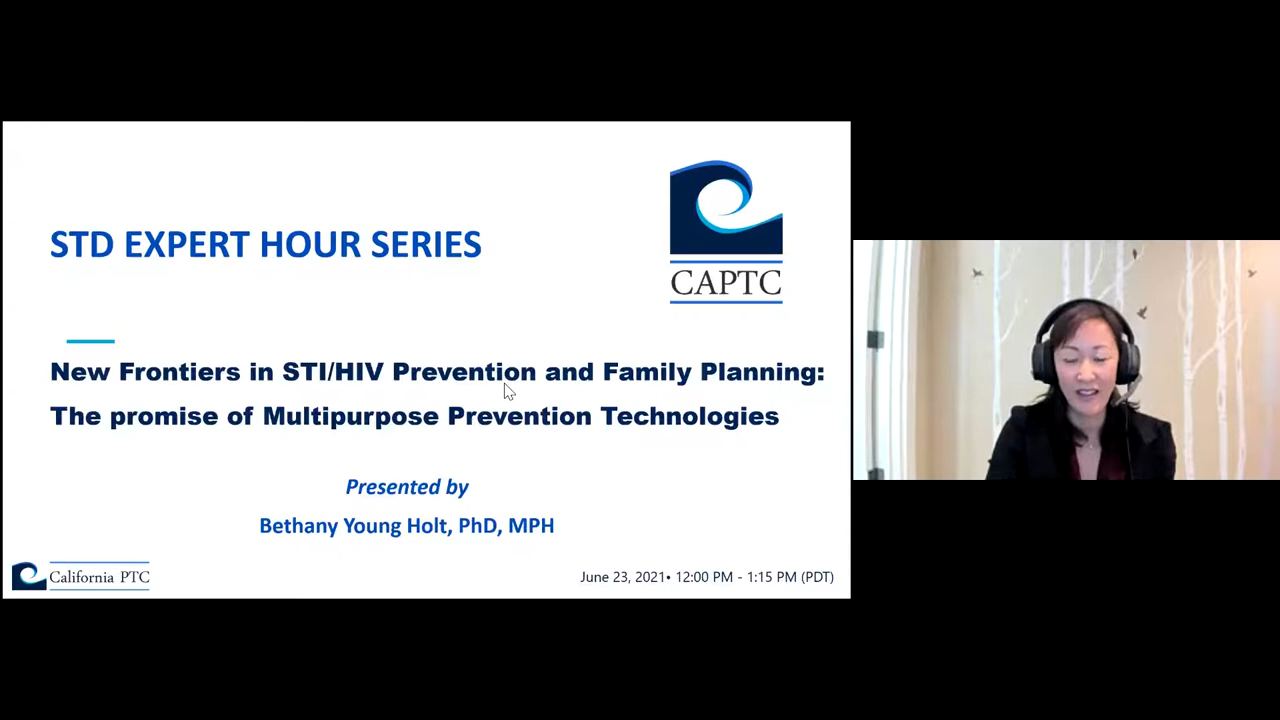 STD EXPERT HOUR SERIES
CAPTC
New Frontiers in STI/HIV Prevention and Family Planning:
The promise of Multipurpose Prevention Technologies
Presented by
Bethany Young Holt, PhD, MPH
California PTC
June 23, 2021• 12:00 PM - 1:15 PM (PDT)